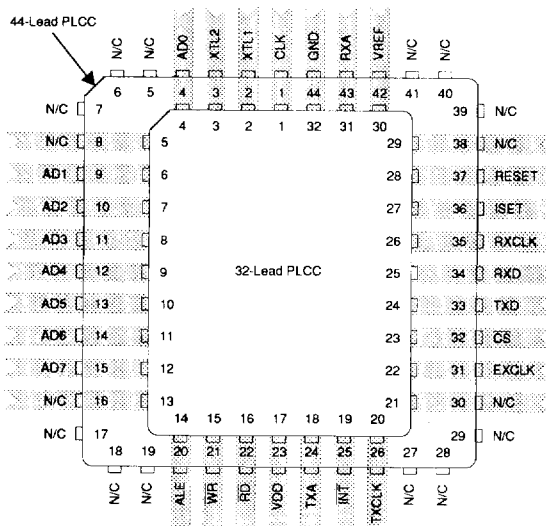 44-Lead PLCC
N/C N/C AD0 XTL2 XTL1 CLK GND RXA VREF N/C N/C
6 5 4 3 2 1 44 43 42 41 40
4 3 2 1 32 31 30
N/C 7 39 N/C
N/C 8 5 29 38 N/C
AD1 9 6 28 37 RESET
AD2 10 7 27 36 ISET
AD3 11 8 26 35 RXCLK
AD4 12 9 32-Lead PLCC 25 34 RXD
AD5 13 10 24 33 TXD
AD6 14 11 23 32 C̅S̅
AD7 15 12 22 31 EXCLK
N/C 16 13 21 30 N/C
N/C 17 29 N/C
14 15 16 17 18 19 20
18 19 20 21 22 23 24 25 26 27 28
N/C N/C ALE W̅R̅ R̅D̅ VDD TXA I̅N̅T̅ TXCLK N/C N/C